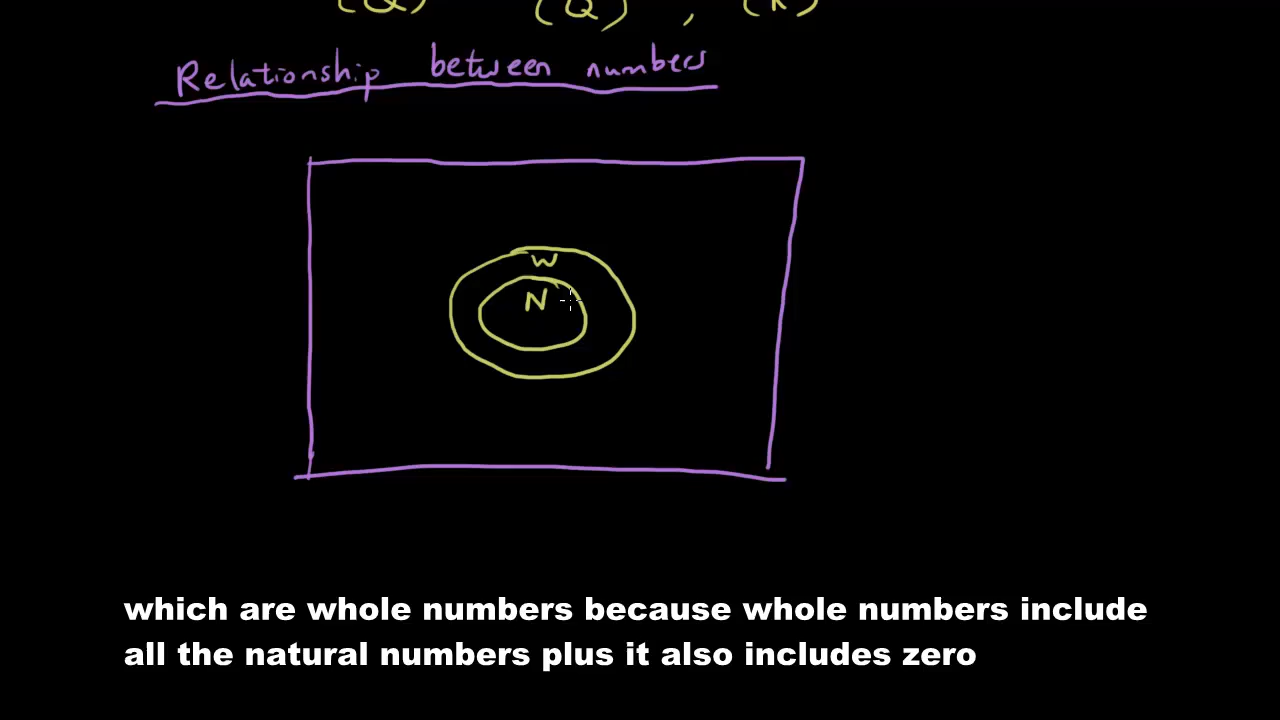 (Q) (Q) , (R)
Relationship between numbers
W
N
which are whole numbers because whole numbers include
all the natural numbers plus it also includes zero